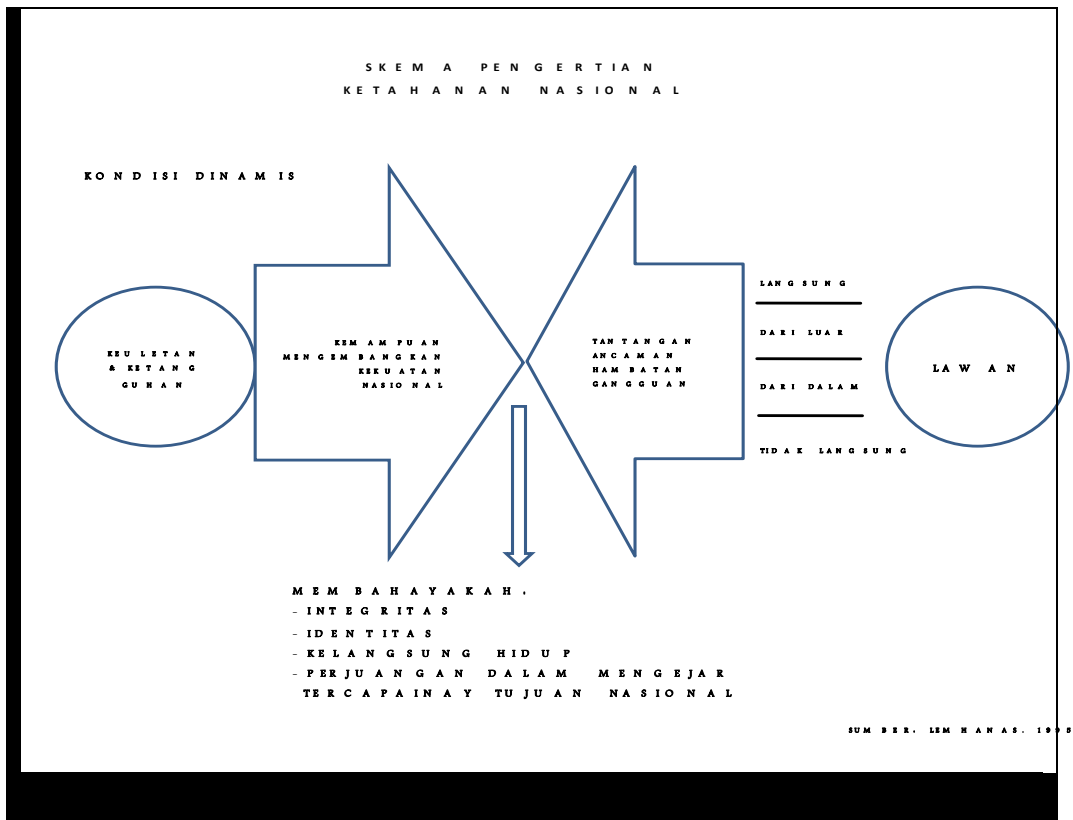 SKEMA PENGERTIAN
KETAHANAN NASIONAL
KONDISI DINAMIS
KEULETAN
& KETANG
GUHAN
KEMAMPUAN
MENGEMBANGKAN
KEKUATAN
NASIONAL
TANTANGAN
ANCAMAN
HAMBATAN
GANGGUAN
LANGSUNG
DARI LUAR
DARI DALAM
TIDAK LANGSUNG
LAWAN
MEMBAHAYAKAH :
- INTEGRITAS
- IDENTITAS
- KELANGSUNG HIDUP
- PERJUANGAN DALAM MENGEJAR
TERCAPAINAY TUJUAN NASIONAL
SUMBER: LEMHANAS. 1995